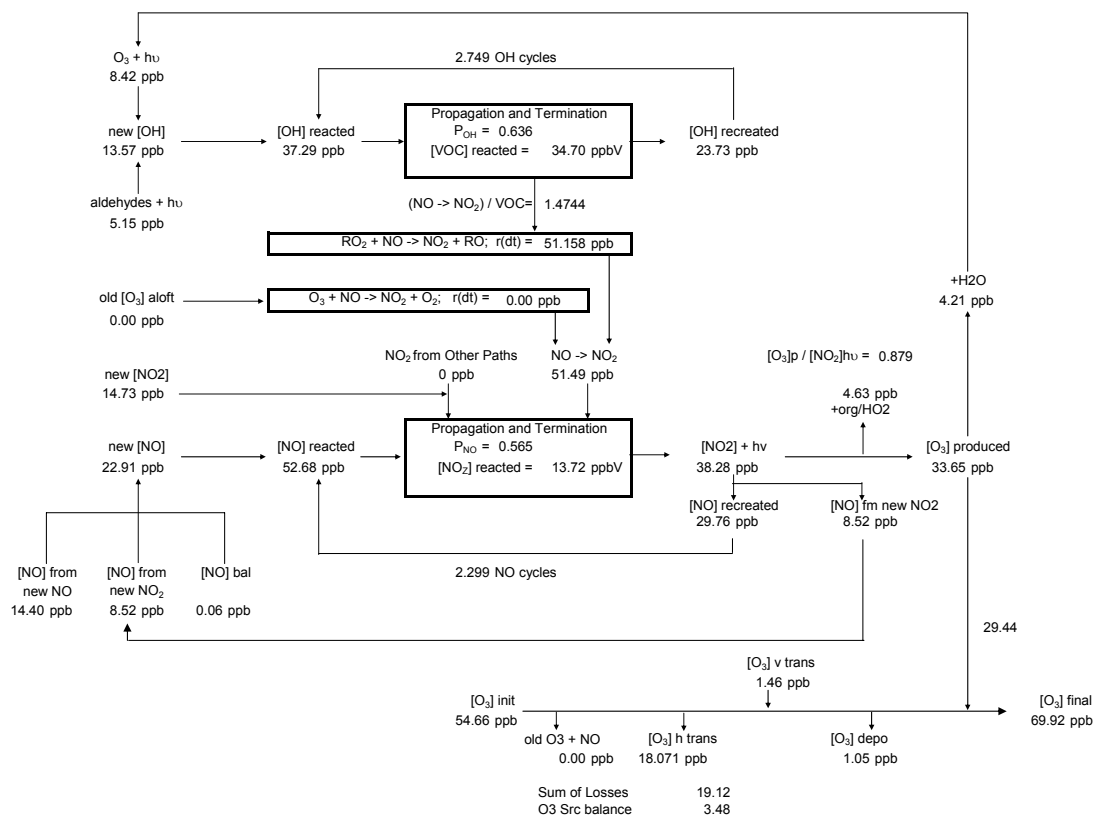 O₃ + hυ
8.42 ppb
2.749 OH cycles
new [OH]
13.57 ppb
[OH] reacted
37.29 ppb
Propagation and Termination
P_OH = 0.636
[VOC] reacted = 34.70 ppbV
[OH] recreated
23.73 ppb
aldehydes + hυ
5.15 ppb
(NO -> NO₂) / VOC= 1.4744
RO₂ + NO -> NO₂ + RO; r(dt) = 51.158 ppb
old [O₃] aloft
0.00 ppb
O₃ + NO -> NO₂ + O₂; r(dt) = 0.00 ppb
+H2O
4.21 ppb
NO₂ from Other Paths
0 ppb
NO -> NO₂
51.49 ppb
[O₃]p / [NO₂]hυ = 0.879
new [NO2]
14.73 ppb
4.63 ppb
+org/HO2
new [NO]
22.91 ppb
[NO] reacted
52.68 ppb
Propagation and Termination
P_NO = 0.565
[NO_Z] reacted = 13.72 ppbV
[NO2] + hv
38.28 ppb
[O₃] produced
33.65 ppb
[NO] recreated
29.76 ppb
[NO] fm new NO2
8.52 ppb
2.299 NO cycles
[NO] from
new NO
14.40 ppb
[NO] from
new NO₂
8.52 ppb
[NO] bal
0.06 ppb
29.44
[O₃] v trans
1.46 ppb
[O₃] init
54.66 ppb
[O₃] final
69.92 ppb
old O3 + NO
0.00 ppb
[O₃] h trans
18.071 ppb
[O₃] depo
1.05 ppb
Sum of Losses 19.12
O3 Src balance 3.48